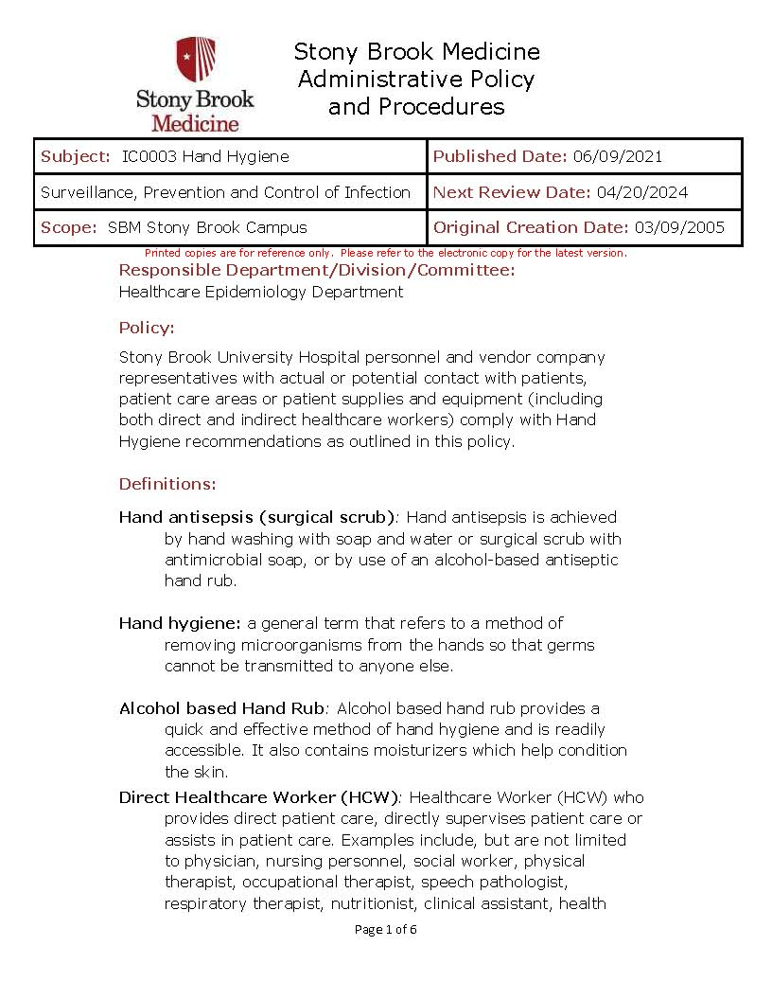 Stony Brook
Medicine
Stony Brook Medicine
Administrative Policy
and Procedures
Subject: IC0003 Hand Hygiene
Published Date: 06/09/2021
Surveillance, Prevention and Control of Infection
Next Review Date: 04/20/2024
Scope: SBM Stony Brook Campus
Original Creation Date: 03/09/2005
Printed copies are for reference only. Please refer to the electronic copy for the latest version.
Responsible Department/Division/Committee:
Healthcare Epidemiology Department
Policy:
Stony Brook University Hospital personnel and vendor company
representatives with actual or potential contact with patients,
patient care areas or patient supplies and equipment (including
both direct and indirect healthcare workers) comply with Hand
Hygiene recommendations as outlined in this policy.
Definitions:
Hand antisepsis (surgical scrub): Hand antisepsis is achieved
by hand washing with soap and water or surgical scrub with
antimicrobial soap, or by use of an alcohol-based antiseptic
hand rub.
Hand hygiene: a general term that refers to a method of
removing microorganisms from the hands so that germs
cannot be transmitted to anyone else.
Alcohol based Hand Rub: Alcohol based hand rub provides a
quick and effective method of hand hygiene and is readily
accessible. It also contains moisturizers which help condition
the skin.
Direct Healthcare Worker (HCW): Healthcare Worker (HCW) who
provides direct patient care, directly supervises patient care or
assists in patient care. Examples include, but are not limited
to physician, nursing personnel, social worker, physical
therapist, occupational therapist, speech pathologist,
respiratory therapist, nutritionist, clinical assistant, health
Page 1 of 6